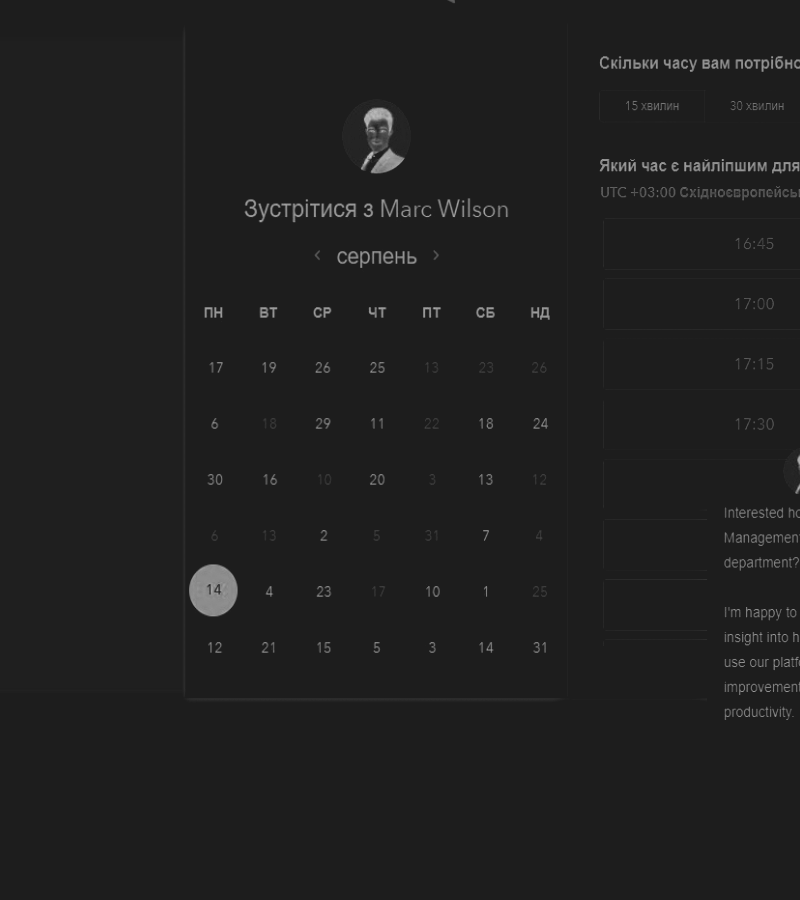 Зустрітися з Marc Wilson
‹ серпень ›
ПН ВТ СР ЧТ ПТ СБ НД
17 19 26 25 13 23 26
6 18 29 11 22 18 24
30 16 10 20 3 13 12
6 13 2 5 31 7 4
14 4 23 17 10 1 25
12 21 15 5 3 14 31
Скільки часу вам потрібно
15 хвилин 30 хвилин
Який час є найліпшим для
UTC +03:00
16:45
17:00
17:15
17:30
Interested
Management
department?
I'm happy to
insight into
use our
improvement
productivity.